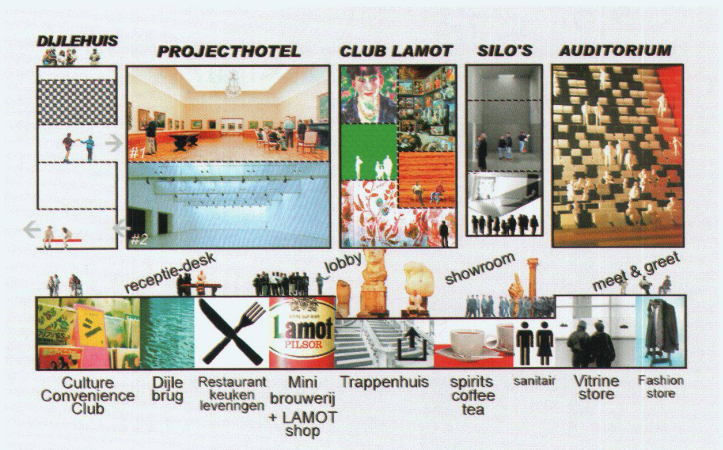 DIJLEHUIS
PROJECTHOTEL
CLUB LAMOT
SILO'S
AUDITORIUM
#1
#2
receptie-desk
lobby
showroom
meet & greet
Lamot
PILSOR
Culture
Convenience
Club
Dijle
brug
Restaurant
keuken
leveringen
Mini
brouwerij
+ LAMOT
shop
Trappenhuis
spirits
coffee
tea
sanitair
Vitrine
store
Fashion
store